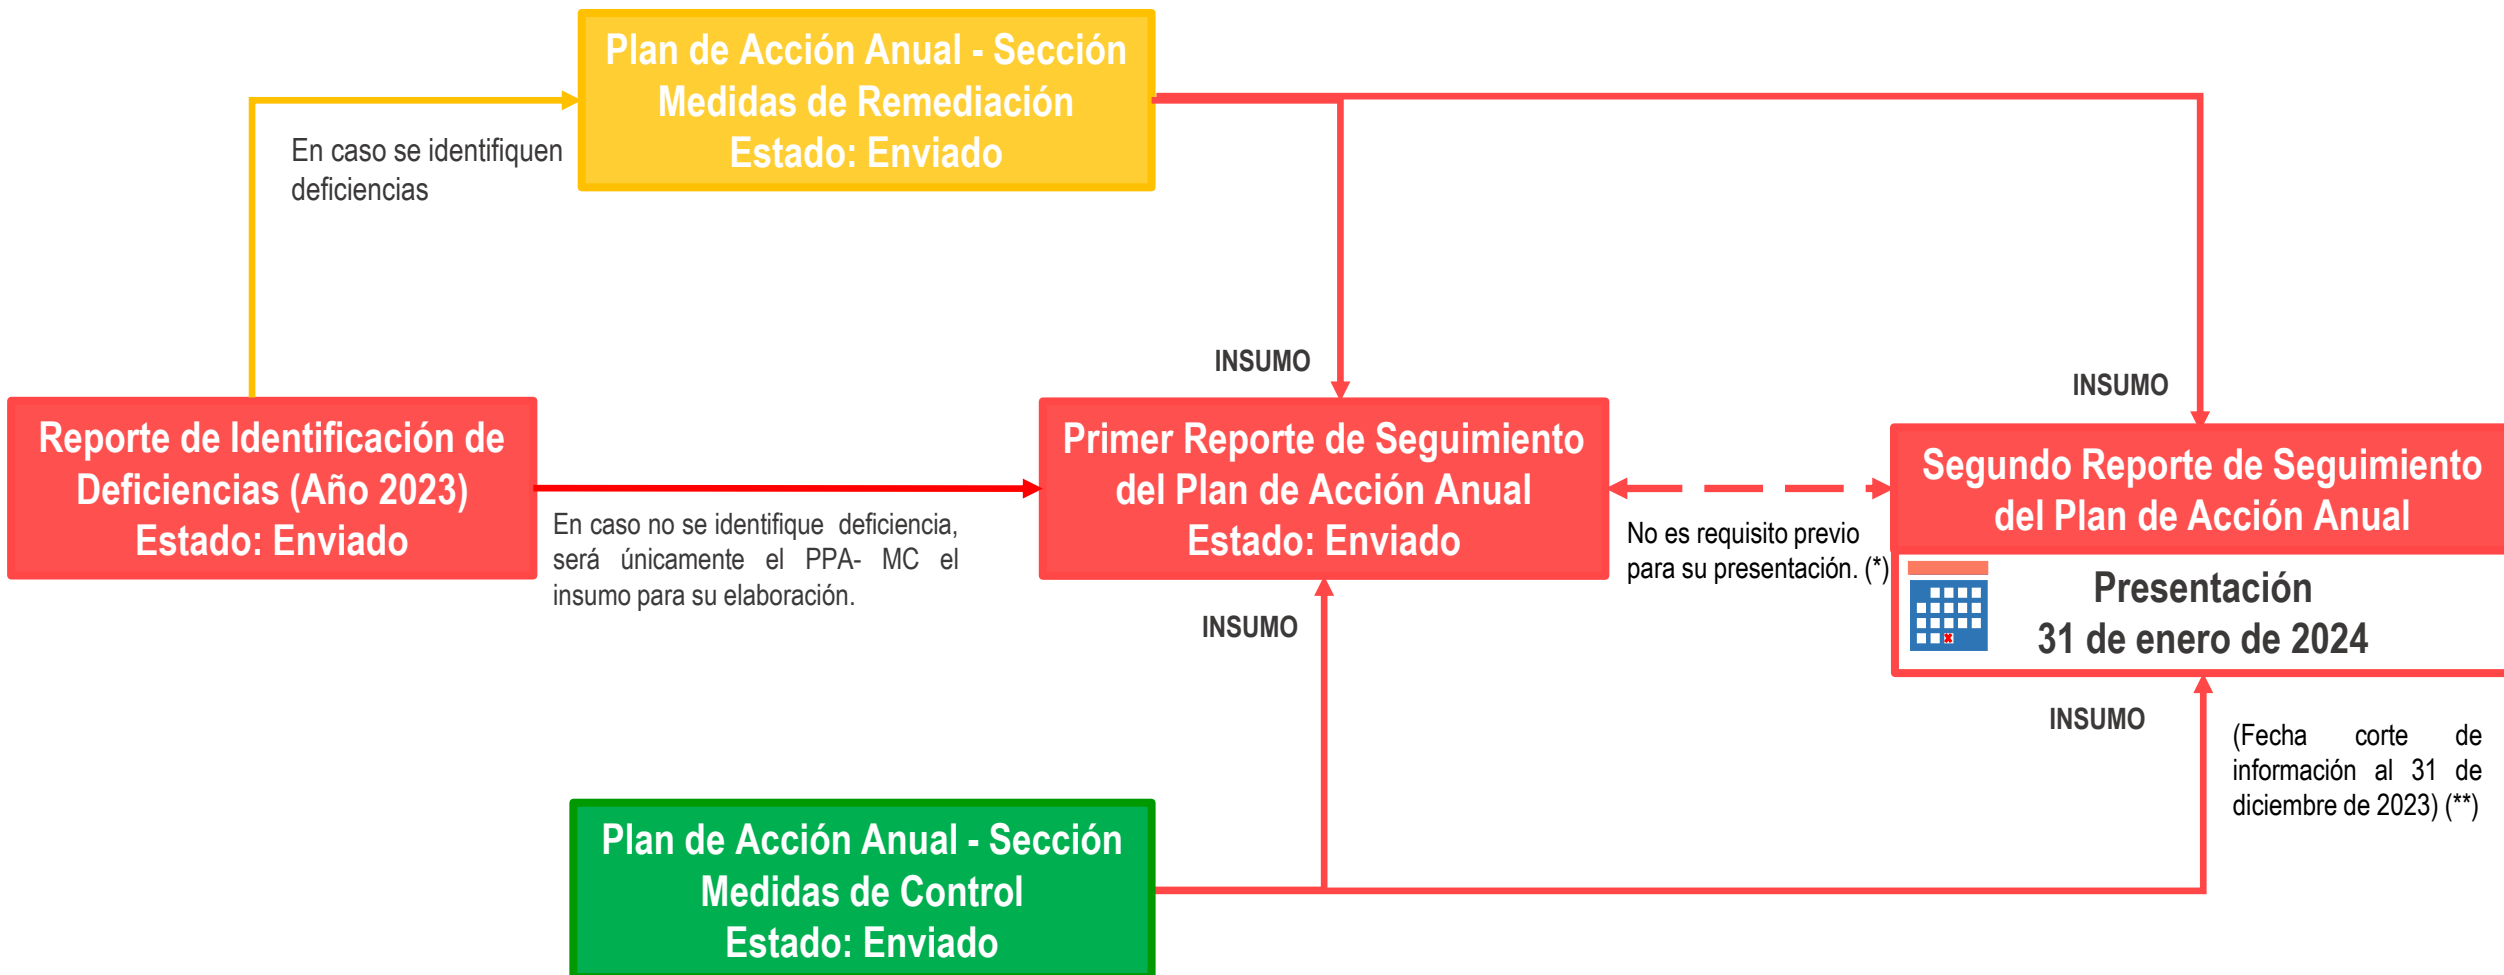 Plan de Acción Anual - Sección
Medidas de Remediación
Estado: Enviado
En caso se identifiquen
deficiencias
INSUMO
INSUMO
Reporte de Identificación de
Deficiencias (Año 2023)
Estado: Enviado
En caso no se identifique deficiencia,
será únicamente el PPA- MC el
insumo para su elaboración.
Primer Reporte de Seguimiento
del Plan de Acción Anual
Estado: Enviado
No es requisito previo
para su presentación. (*)
Segundo Reporte de Seguimiento
del Plan de Acción Anual
Presentación
31 de enero de 2024
INSUMO
INSUMO
(Fecha corte de
información al 31 de
diciembre de 2023) (**)
Plan de Acción Anual - Sección
Medidas de Control
Estado: Enviado